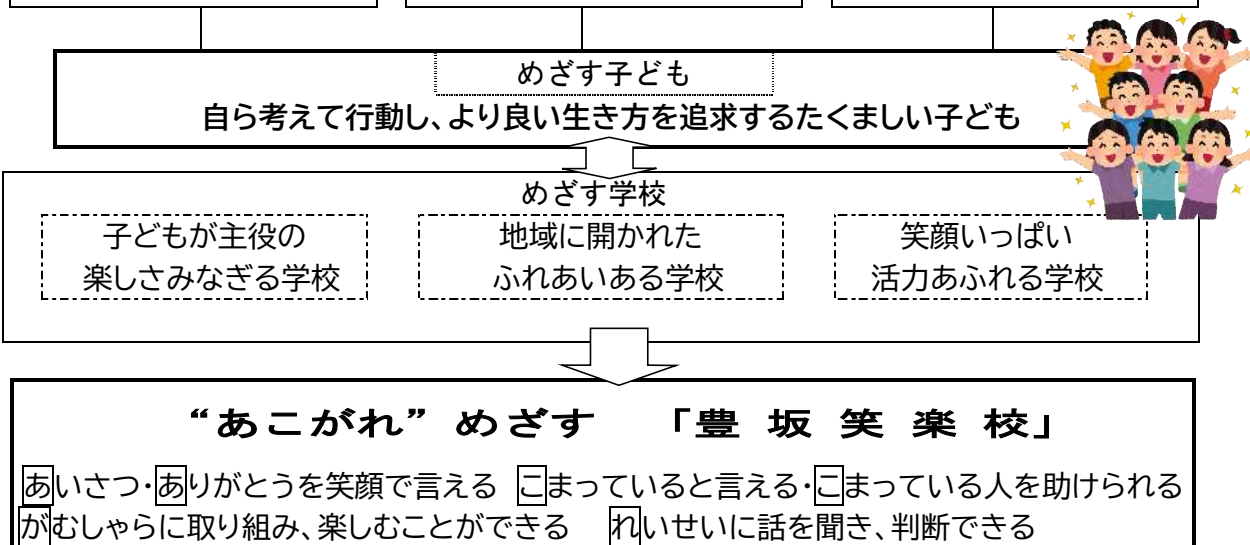 めざす子ども
自ら考えて行動し、より良い生き方を追求するたくましい子ども
めざす学校
子どもが主役の
楽しさみなぎる学校
地域に開かれた
ふれあいある学校
笑顔いっぱい
活力あふれる学校
“あこがれ”めざす 「豊坂笑楽校」
あいさつ・ありがとうを笑顔で言える こまっていると言える・こまっている人を助けられる
がむしゃらに取り組み、楽しむことができる れいせいに話を聞き、判断できる